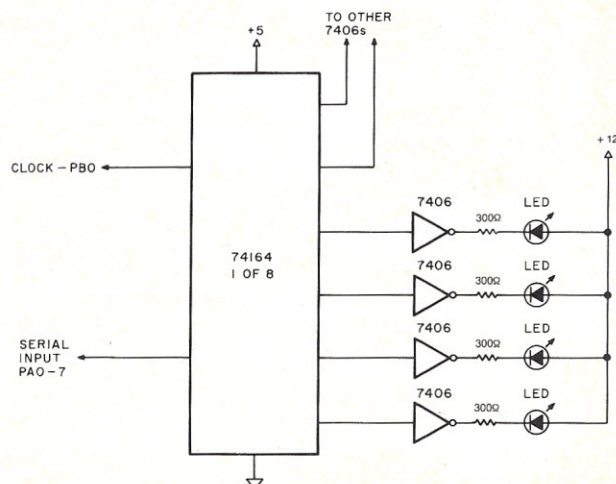 TO OTHER
7406s
+5
+12
CLOCK – PB0
7406
LED
300Ω
74164
1 OF 8
7406
LED
300Ω
SERIAL
INPUT
PA0–7
7406
LED
300Ω
7406
LED
300Ω